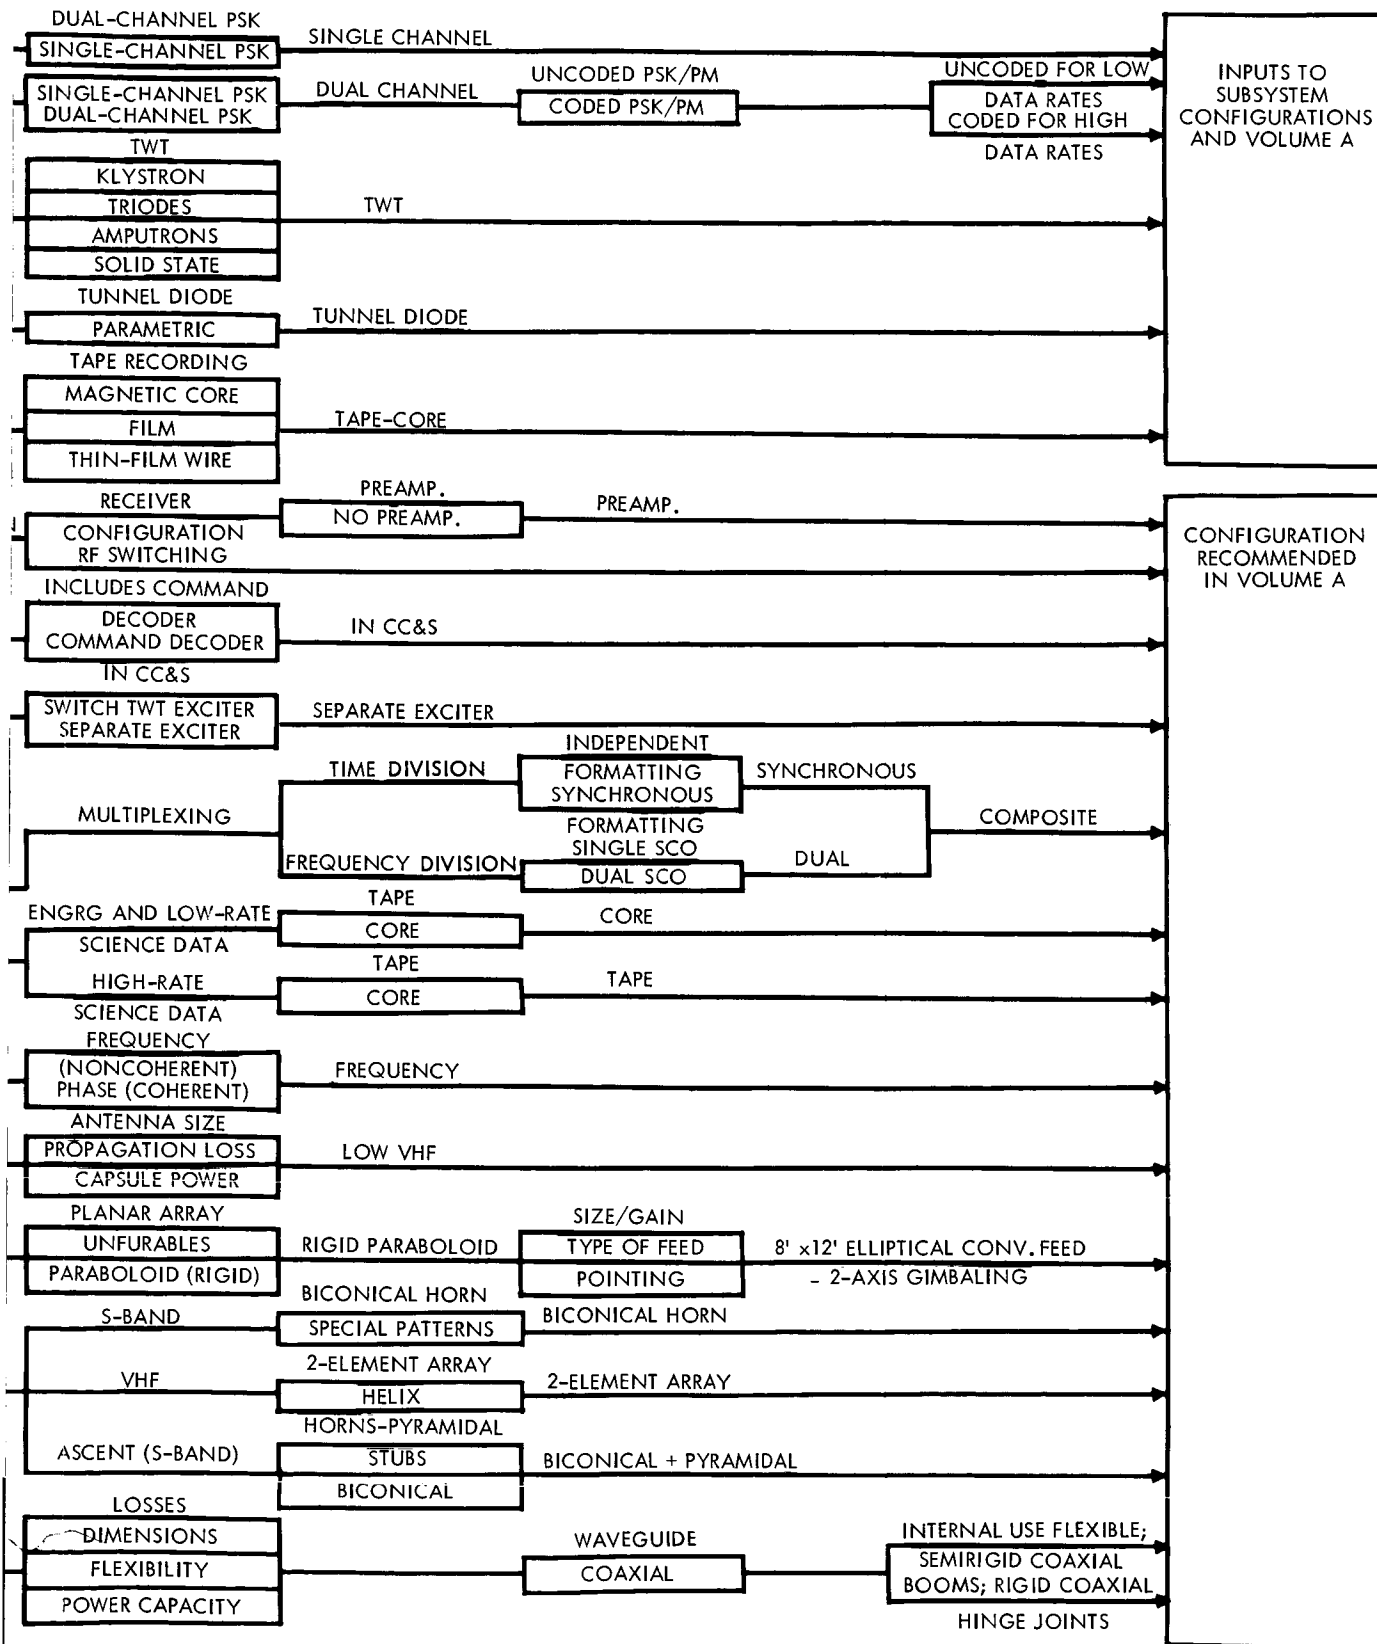 DUAL-CHANNEL PSK
SINGLE-CHANNEL PSK
SINGLE CHANNEL
SINGLE-CHANNEL PSK
DUAL-CHANNEL PSK
DUAL CHANNEL
UNCODED PSK/PM
CODED PSK/PM
UNCODED FOR LOW
DATA RATES
CODED FOR HIGH
DATA RATES
INPUTS TO
SUBSYSTEM
CONFIGURATIONS
AND VOLUME A
TWT
KLYSTRON
TRIODES
AMPUTRONS
SOLID STATE
TWT
TUNNEL DIODE
PARAMETRIC
TUNNEL DIODE
TAPE RECORDING
MAGNETIC CORE
FILM
THIN-FILM WIRE
TAPE-CORE
RECEIVER
CONFIGURATION
RF SWITCHING
PREAMP.
NO PREAMP.
PREAMP.
CONFIGURATION
RECOMMENDED
IN VOLUME A
INCLUDES COMMAND
DECODER
COMMAND DECODER
IN CC&S
IN CC&S
SWITCH TWT EXCITER
SEPARATE EXCITER
SEPARATE EXCITER
MULTIPLEXING
TIME DIVISION
INDEPENDENT
FORMATTING
SYNCHRONOUS
FORMATTING
SYNCHRONOUS
FREQUENCY DIVISION
SINGLE SCO
DUAL SCO
DUAL
COMPOSITE
ENGRG AND LOW-RATE
SCIENCE DATA
TAPE
CORE
CORE
HIGH-RATE
SCIENCE DATA
TAPE
CORE
TAPE
FREQUENCY
(NONCOHERENT)
PHASE (COHERENT)
FREQUENCY
ANTENNA SIZE
PROPAGATION LOSS
CAPSULE POWER
LOW VHF
PLANAR ARRAY
UNFURABLES
PARABOLOID (RIGID)
RIGID PARABOLOID
SIZE/GAIN
TYPE OF FEED
POINTING
8' x12' ELLIPTICAL CONV. FEED
- 2-AXIS GIMBALING
S-BAND
BICONICAL HORN
SPECIAL PATTERNS
BICONICAL HORN
VHF
2-ELEMENT ARRAY
HELIX
2-ELEMENT ARRAY
ASCENT (S-BAND)
HORNS-PYRAMIDAL
STUBS
BICONICAL
BICONICAL + PYRAMIDAL
LOSSES
DIMENSIONS
FLEXIBILITY
POWER CAPACITY
WAVEGUIDE
COAXIAL
INTERNAL USE FLEXIBLE;
SEMIRIGID COAXIAL
BOOMS; RIGID COAXIAL
HINGE JOINTS